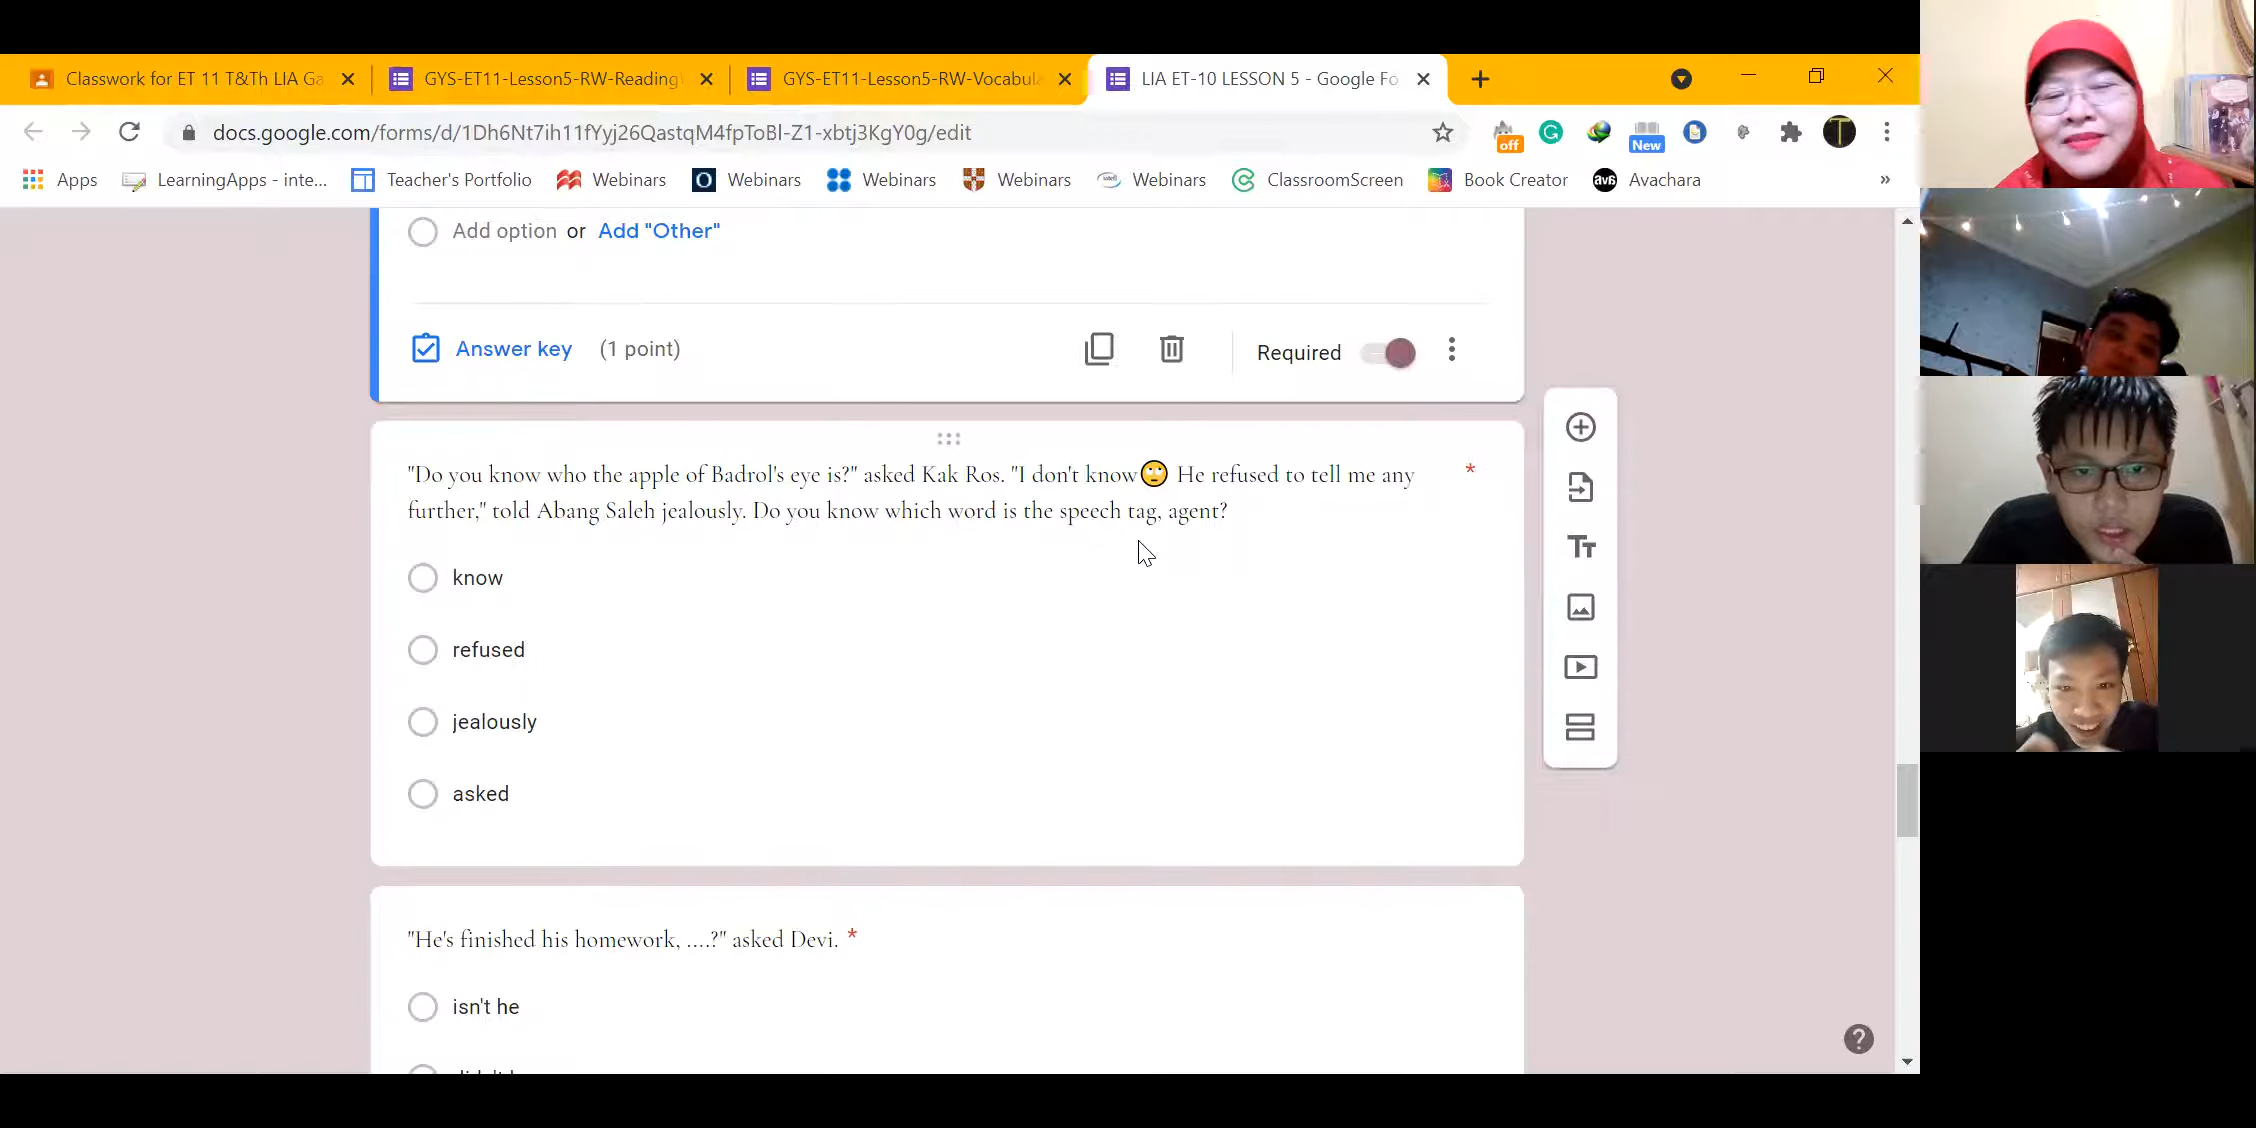 Classwork for ET 11 T&Th LIA Ga
GYS-ET11-Lesson5-RW-Reading
GYS-ET11-Lesson5-RW-Vocabula
LIA ET-10 LESSON 5 - Google Fo
docs.google.com/forms/d/1Dh6Nt7ih11fYyj26QastqM4fpToBl-Z1-xbtj3KgY0g/edit
off
New
T
Apps
LearningApps - inte...
Teacher's Portfolio
Webinars
Webinars
Webinars
Webinars
Webinars
ClassroomScreen
Book Creator
Avachara
»
Add option or Add "Other"
Answer key (1 point)
Required
"Do you know who the apple of Badrol's eye is?" asked Kak Ros. "I don't know🙄 He refused to tell me any *
further," told Abang Saleh jealously. Do you know which word is the speech tag, agent?
know
refused
jealously
asked
"He's finished his homework, ....?" asked Devi. *
isn't he